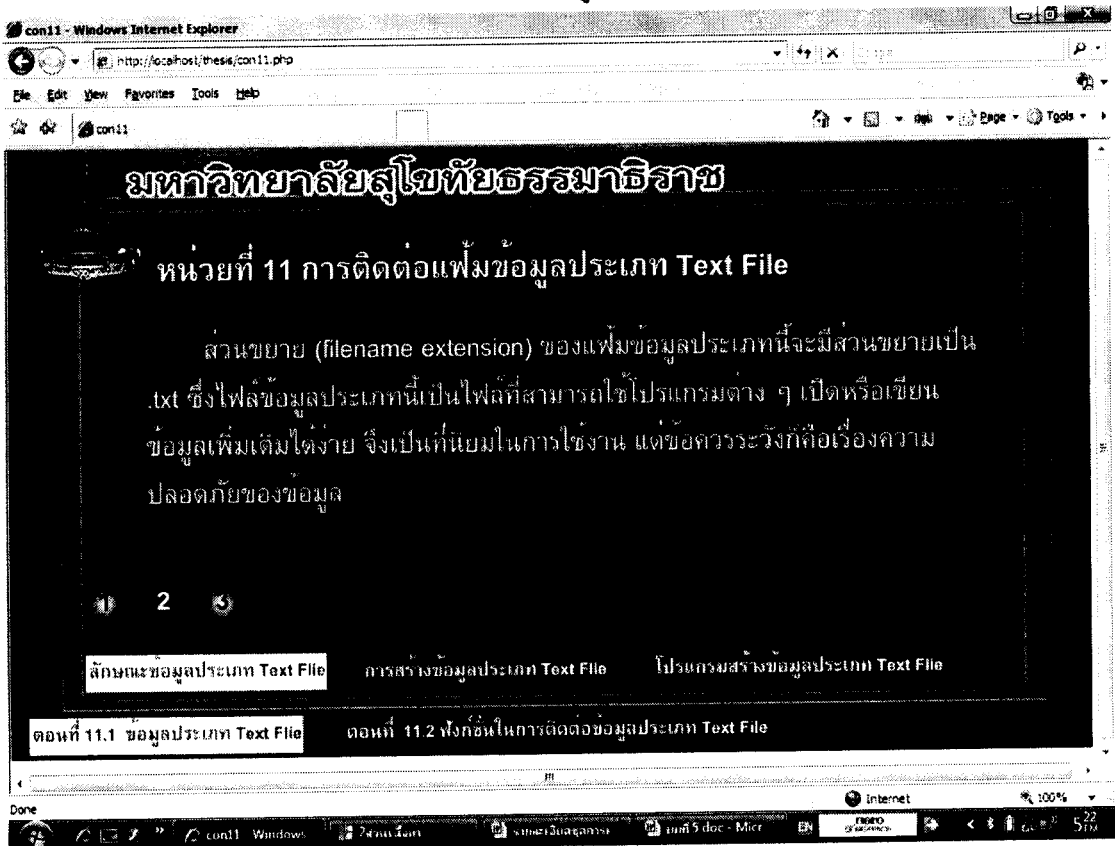 con11 - Windows Internet Explorer
http://localhost/thesis/con11.php
File Edit View Favorites Tools Help
con11
Page Tools
มหาวิทยาลัยสุโขทัยธรรมาธิราช
หน่วยที่ 11 การติดต่อแฟ้มข้อมูลประเภท Text File
ส่วนขยาย (filename extension) ของแฟ้มข้อมูลประเภทนี้จะมีส่วนขยายเป็น
.txt ซึ่งไฟล์ข้อมูลประเภทนี้เป็นไฟล์ที่สามารถใช้โปรแกรมต่าง ๆ เปิดหรือเขียน
ข้อมูลเพิ่มเติมได้ง่าย จึงเป็นที่นิยมในการใช้งาน แต่ข้อควรระวังก็คือเรื่องความ
ปลอดภัยของข้อมูล
2
ลักษณะข้อมูลประเภท Text File การสร้างข้อมูลประเภท Text File โปรแกรมสร้างข้อมูลประเภท Text File
ตอนที่ 11.1 ข้อมูลประเภท Text File ตอนที่ 11.2 ฟังก์ชั่นในการติดต่อข้อมูลประเภท Text File
Done Internet 100%
con11 Windows บทที่ 5 doc - Micr EN